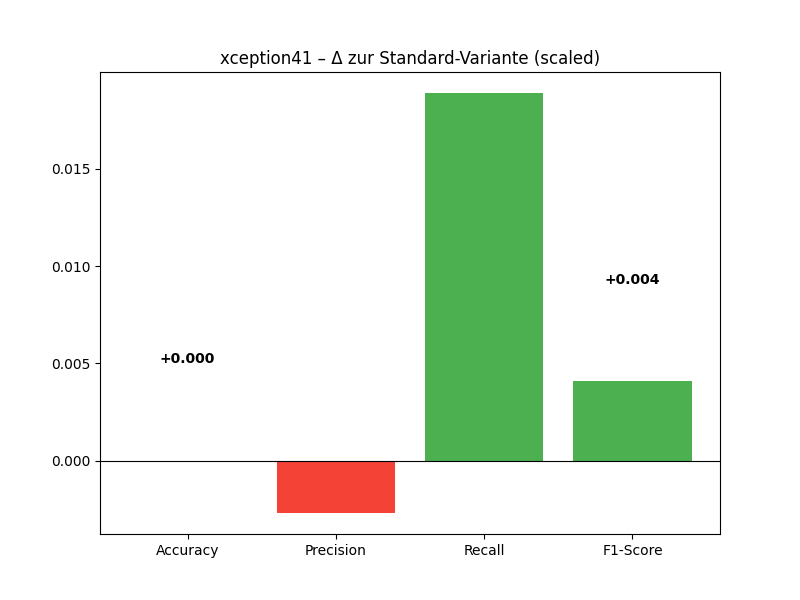 xception41 – Δ zur Standard-Variante (scaled)
0.015
0.010
0.005
0.000
+0.000
+0.004
Accuracy
Precision
Recall
F1-Score